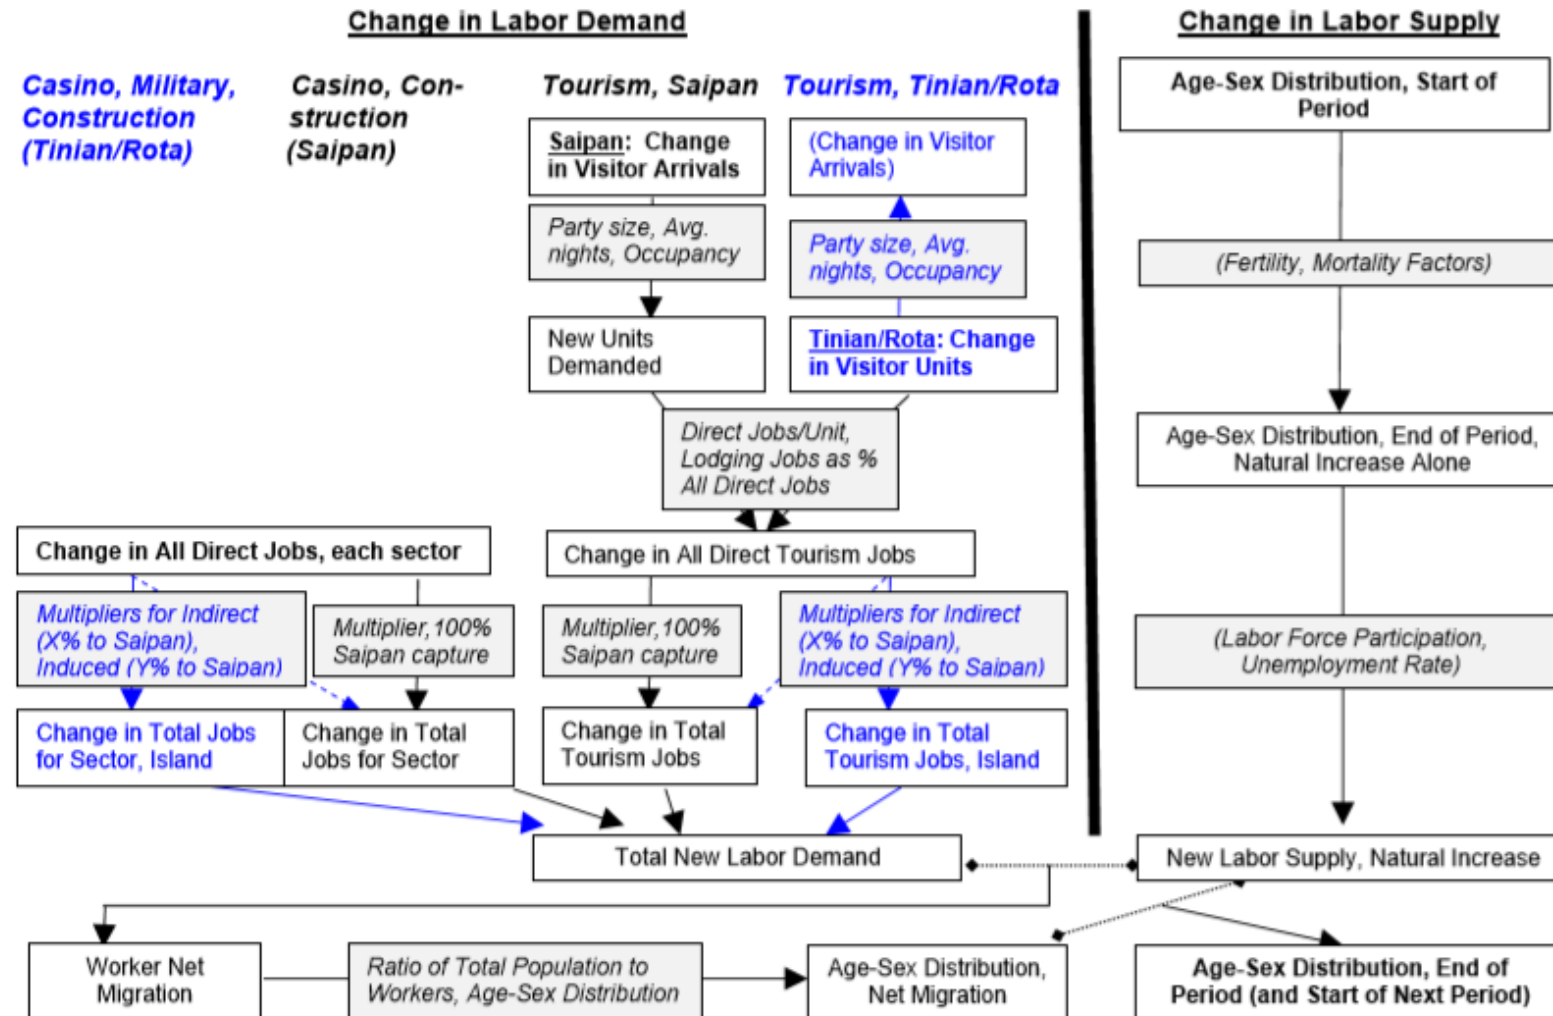 Change in Labor Demand
Change in Labor Supply
Casino, Military,
Construction
(Tinian/Rota)
Casino, Con-
struction
(Saipan)
Tourism, Saipan
Tourism, Tinian/Rota
Saipan: Change
in Visitor Arrivals
(Change in Visitor
Arrivals)
Party size, Avg.
nights, Occupancy
Party size, Avg.
nights, Occupancy
New Units
Demanded
Tinian/Rota: Change
in Visitor Units
Direct Jobs/Unit,
Lodging Jobs as %
All Direct Jobs
Change in All Direct Jobs, each sector
Change in All Direct Tourism Jobs
Multipliers for Indirect
(X% to Saipan),
Induced (Y% to Saipan)
Multiplier,100%
Saipan capture
Multiplier,100%
Saipan capture
Multipliers for Indirect
(X% to Saipan),
Induced (Y% to Saipan)
Change in Total Jobs
for Sector, Island
Change in Total
Jobs for Sector
Change in Total
Tourism Jobs
Change in Total
Tourism Jobs, Island
Total New Labor Demand
Age-Sex Distribution, Start of
Period
(Fertility, Mortality Factors)
Age-Sex Distribution, End of Period,
Natural Increase Alone
(Labor Force Participation,
Unemployment Rate)
New Labor Supply, Natural Increase
Worker Net
Migration
Ratio of Total Population to
Workers, Age-Sex Distribution
Age-Sex Distribution,
Net Migration
Age-Sex Distribution, End of
Period (and Start of Next Period)